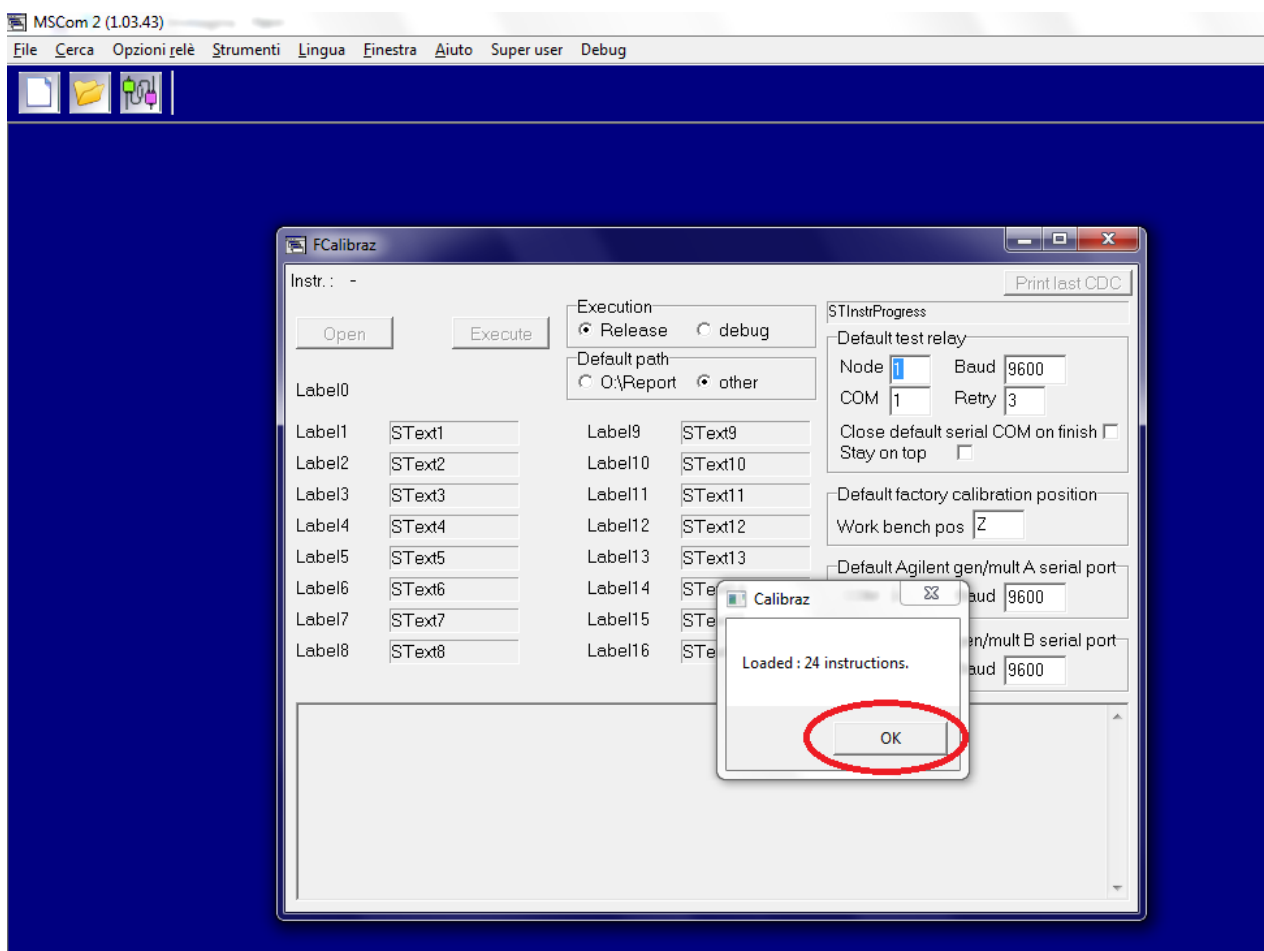 MSCom 2 (1.03.43)
File Cerca Opzioni relè Strumenti Lingua Finestra Aiuto Super user Debug
FCalibraz
Instr. : -
Print last CDC
Open
Execute
Execution
Release debug
Default path
O:\Report other
STInstrProgress
Default test relay
Node 1 Baud 9600
COM 1 Retry 3
Close default serial COM on finish
Stay on top
Label0
Label1 SText1 Label9 SText9
Label2 SText2 Label10 SText10
Label3 SText3 Label11 SText11
Label4 SText4 Label12 SText12
Label5 SText5 Label13 SText13
Label6 SText6 Label14 STe
Label7 SText7 Label15 STe
Label8 SText8 Label16 STe
Default factory calibration position
Work bench pos Z
Default Agilent gen/mult A serial port
aud 9600
en/mult B serial port
aud 9600
Calibraz
Loaded : 24 instructions.
OK